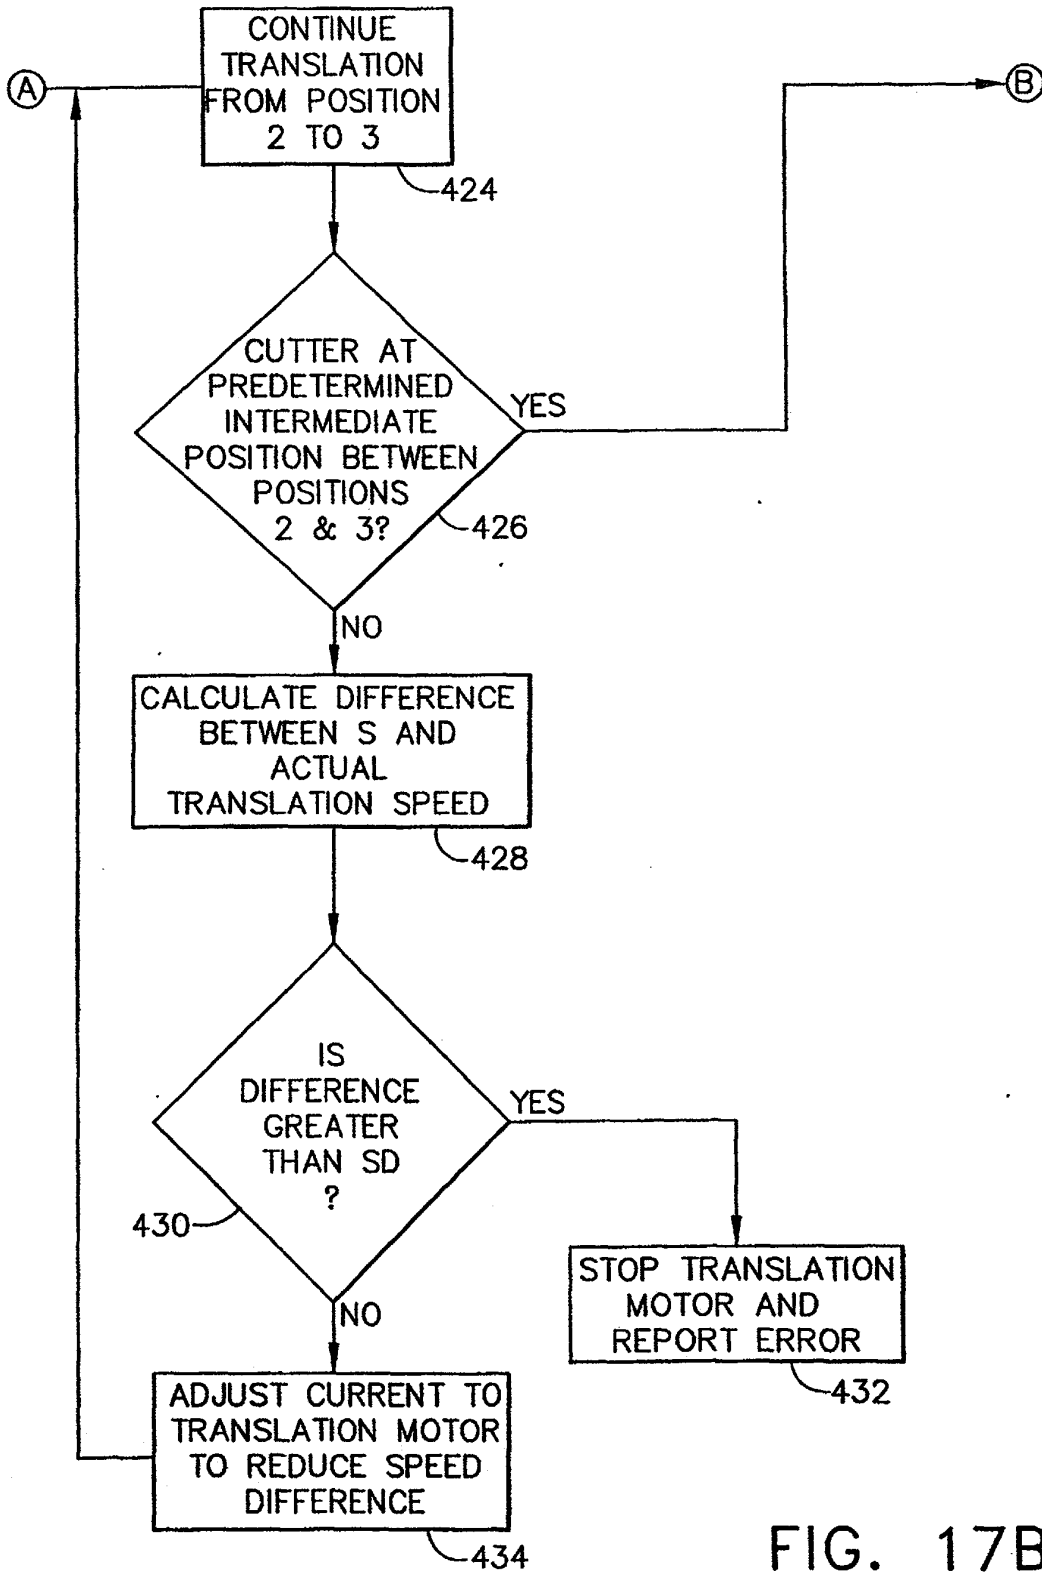 CONTINUE
TRANSLATION
FROM POSITION
2 TO 3
A
B
424
CUTTER AT
PREDETERMINED
INTERMEDIATE
POSITION BETWEEN
POSITIONS
2 & 3?
YES
426
NO
CALCULATE DIFFERENCE
BETWEEN S AND
ACTUAL
TRANSLATION SPEED
428
IS
DIFFERENCE
GREATER
THAN SD
?
YES
430
NO
STOP TRANSLATION
MOTOR AND
REPORT ERROR
432
ADJUST CURRENT TO
TRANSLATION MOTOR
TO REDUCE SPEED
DIFFERENCE
434
FIG. 17B